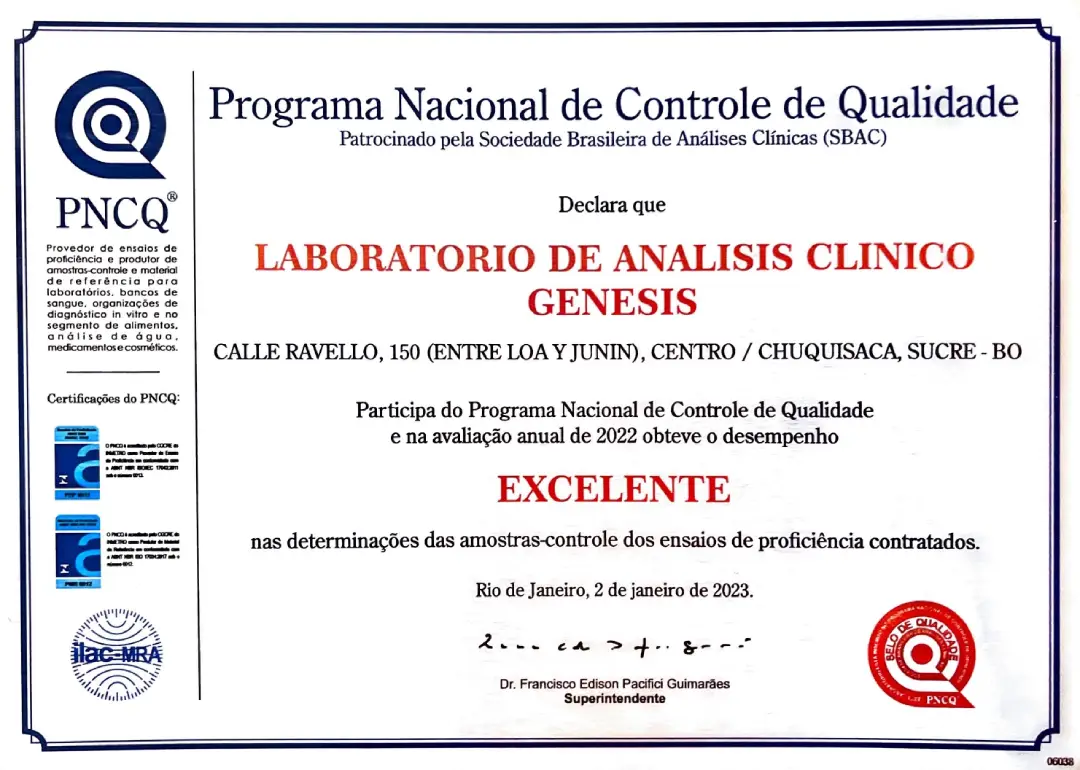 Programa Nacional de Controle de Qualidade
Patrocinado pela Sociedade Brasileira de Análises Clínicas (SBAC)
Declara que
LABORATORIO DE ANALISIS CLINICO
GENESIS
CALLE RAVELLO, 150 (ENTRE LOA Y JUNIN), CENTRO / CHUQUISACA, SUCRE - BO
Participa do Programa Nacional de Controle de Qualidade
e na avaliação anual de 2022 obteve o desempenho
EXCELENTE
nas determinações das amostras-controle dos ensaios de proficiência contratados.
Rio de Janeiro, 2 de janeiro de 2023.
Dr. Francisco Edison Pacifici Guimarães
Superintendente
PNCQ®
Provedor de ensaios de
proficiência e produtor de
amostras-controle e material
de referência para
laboratórios, bancos de
sangue, organizações de
diagnóstico in vitro e no
segmento de alimentos,
análise de água,
medicamentos e cosméticos.
Certificações do PNCQ:
ilac-MRA
SELO DE QUALIDADE
PNCQ
06038